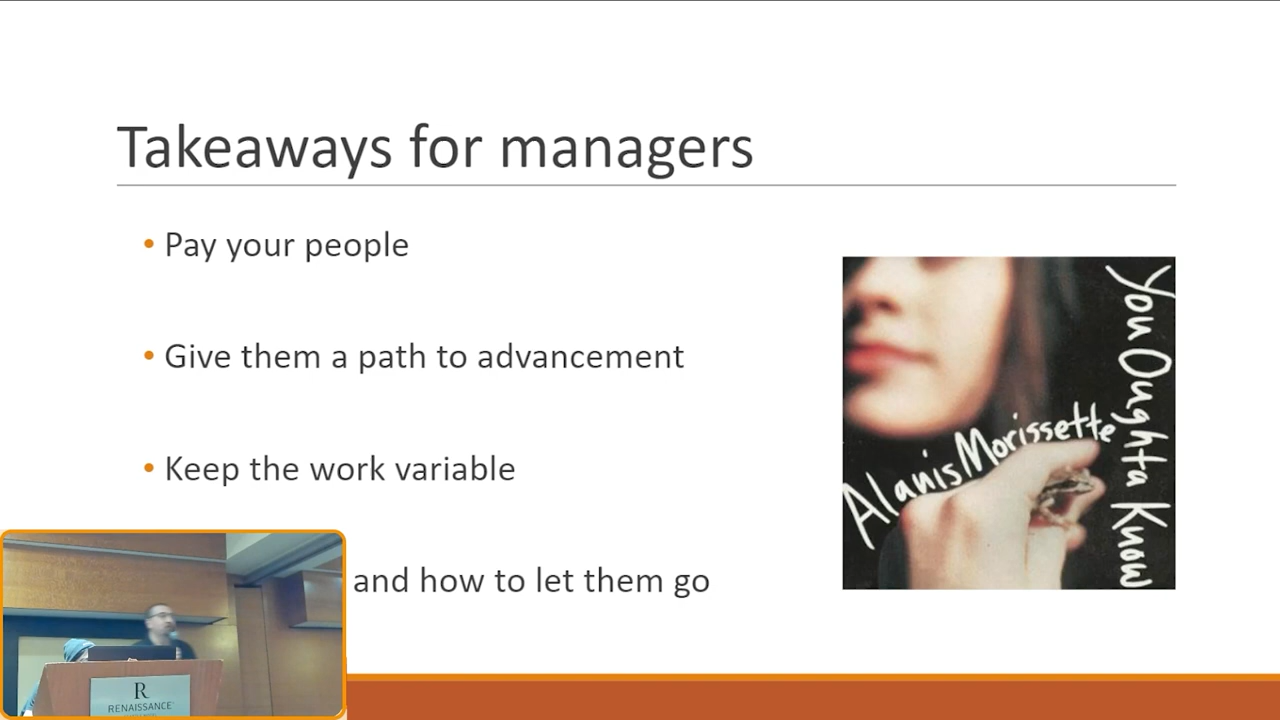 Takeaways for managers
• Pay your people
• Give them a path to advancement
• Keep the work variable
and how to let them go
You Oughta Know
Alanis Morissette
R
RENAISSANCE